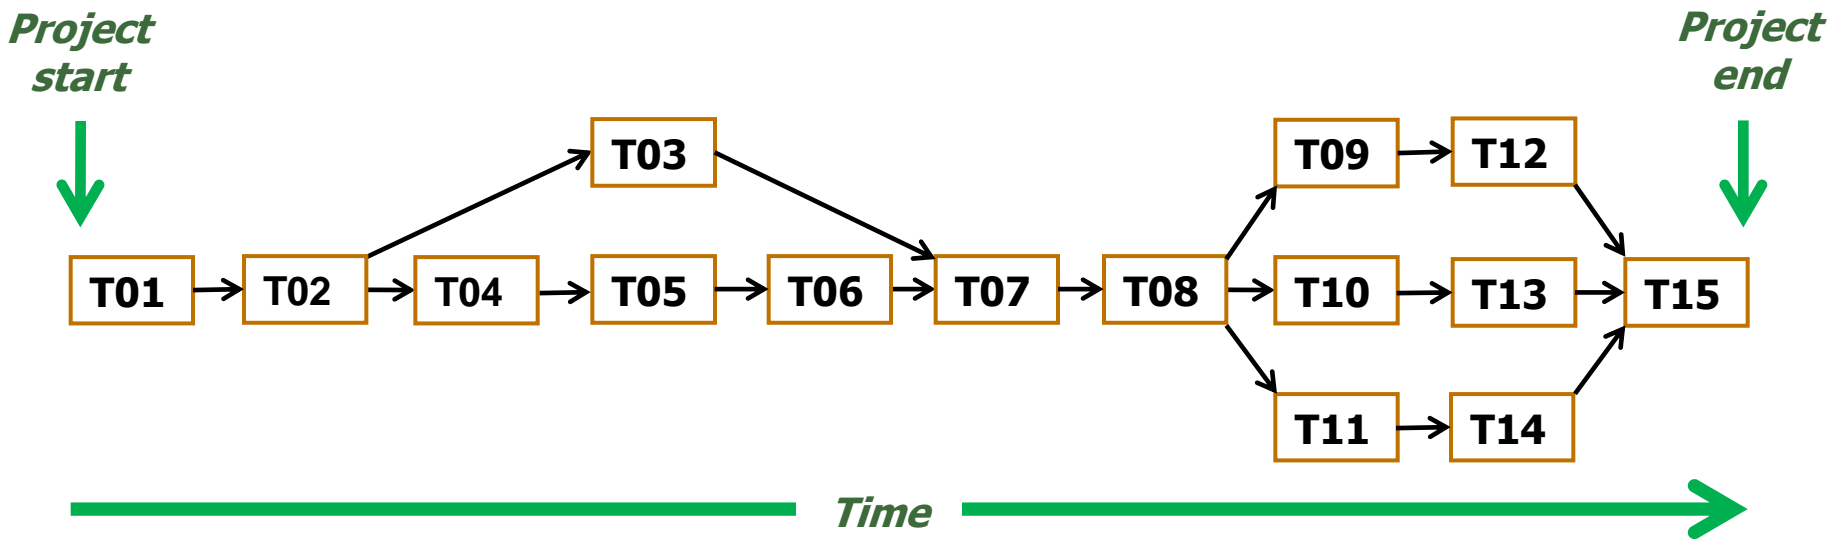 Project
start
Project
end
T03
T09
T12
T01
T02
T04
T05
T06
T07
T08
T10
T13
T15
T11
T14
Time